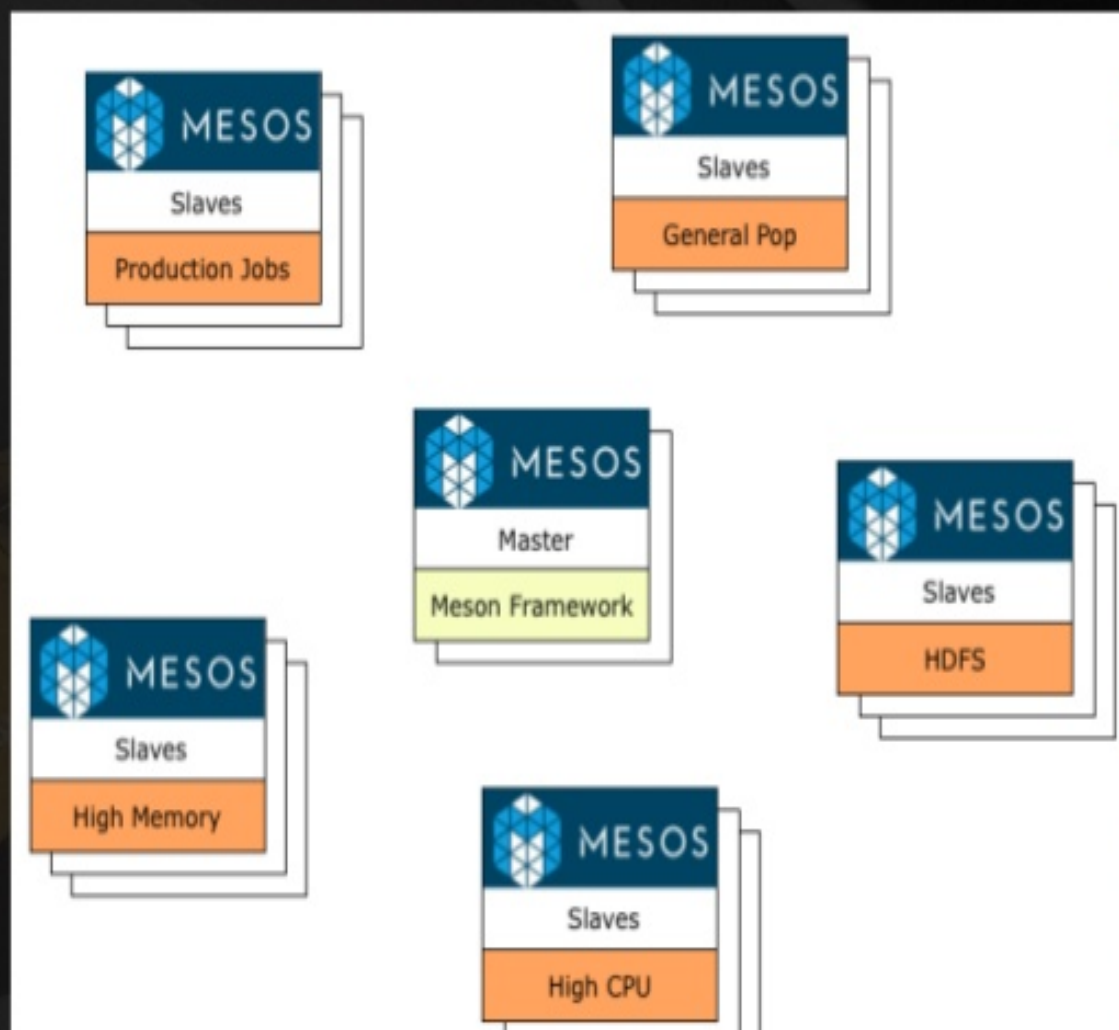 MESOS
Slaves
Production Jobs
MESOS
Slaves
General Pop
MESOS
Master
Meson Framework
MESOS
Slaves
HDFS
MESOS
Slaves
High Memory
MESOS
Slaves
High CPU